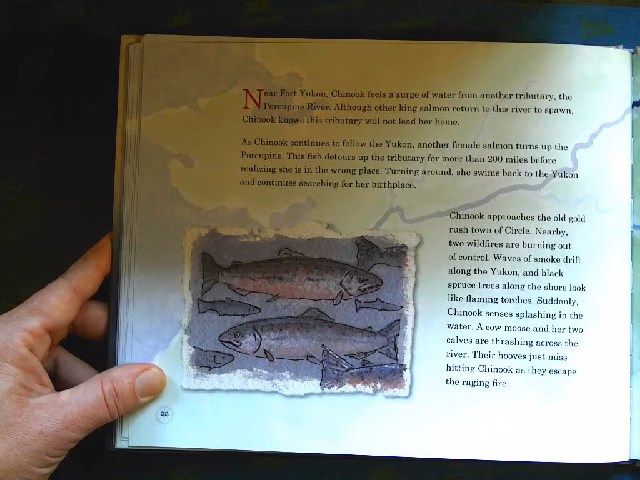 Near Fort Yukon, Chinook feels a surge of water from another tributary, the
Porcupine River. Although other king salmon return to this river to spawn,
Chinook knows this tributary will not lead her home.
As Chinook continues to follow the Yukon, another female salmon turns up the
Porcupine. This fish detours up the tributary for more than 200 miles before
realizing she is in the wrong place. Turning around, she swims back to the Yukon
and continues searching for her birthplace.
Chinook approaches the old gold
rush town of Circle. Nearby,
two wildfires are burning out
of control. Waves of smoke drift
along the Yukon, and black
spruce trees along the shore look
like flaming torches. Suddenly,
Chinook senses splashing in the
water. A cow moose and her two
calves are thrashing across the
river. Their hooves just miss
hitting Chinook as they escape
the raging fire.
22